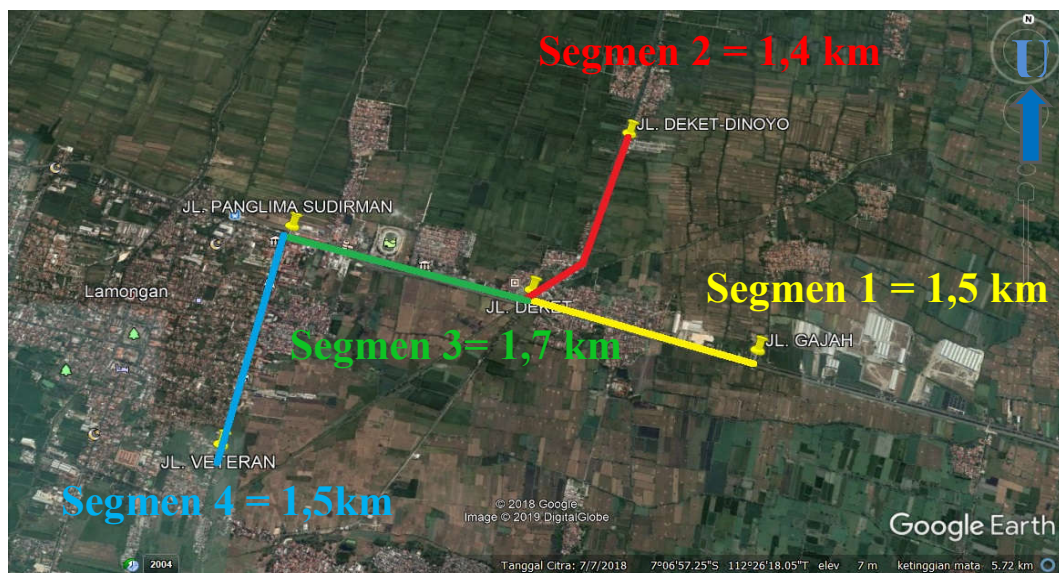 Segmen 2 = 1,4 km
N
U
JL. DEKET-DINOYO
JL. PANGLIMA SUDIRMAN
Lamongan
Segmen 1 = 1,5 km
JL. DEKET
Segmen 3= 1,7 km
JL. GAJAH
JL. VETERAN
Segmen 4 = 1,5km
© 2018 Google
Image © 2019 DigitalGlobe
Google Earth
2004
Tanggal Citra: 7/7/2018 7°06'57.25"S 112°26'18.05"T elev 7 m ketinggian mata 5.72 km